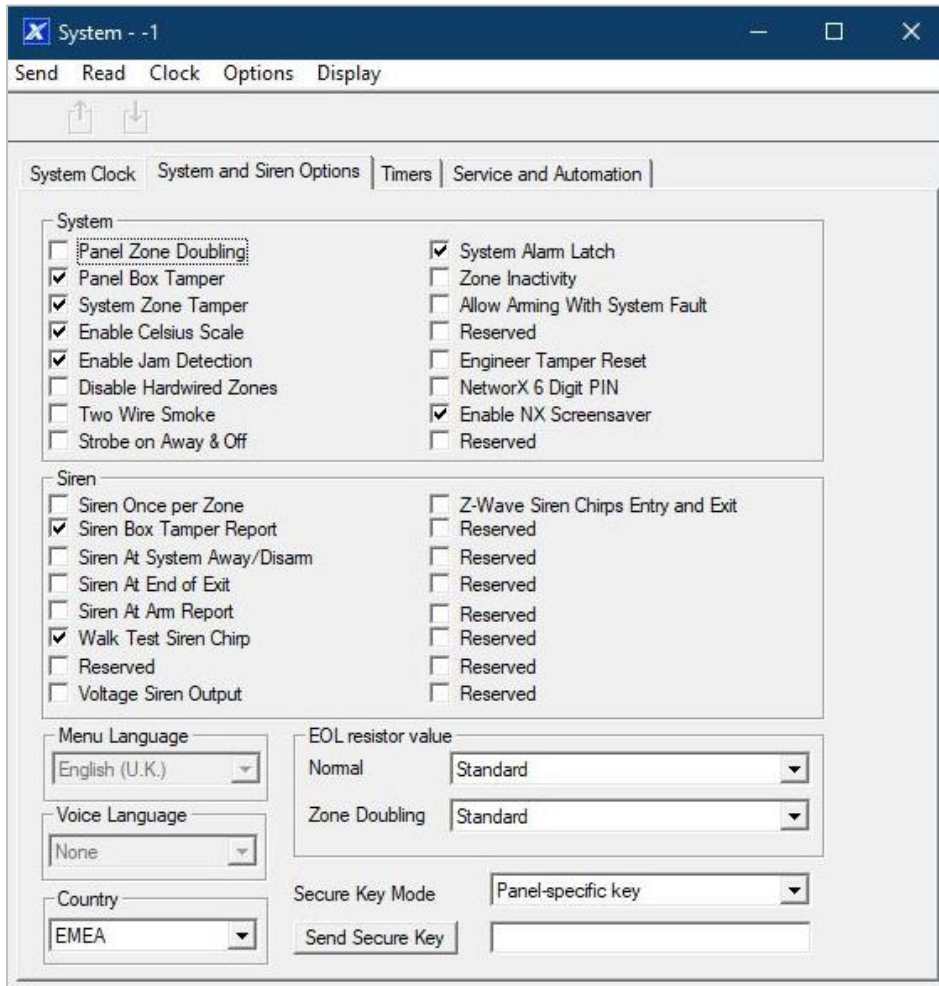 System - -1
Send Read Clock Options Display
System Clock System and Siren Options Timers Service and Automation
System
Panel Zone Doubling
Panel Box Tamper
System Zone Tamper
Enable Celsius Scale
Enable Jam Detection
Disable Hardwired Zones
Two Wire Smoke
Strobe on Away & Off
System Alarm Latch
Zone Inactivity
Allow Arming With System Fault
Reserved
Engineer Tamper Reset
NetworX 6 Digit PIN
Enable NX Screensaver
Reserved
Siren
Siren Once per Zone
Siren Box Tamper Report
Siren At System Away/Disarm
Siren At End of Exit
Siren At Arm Report
Walk Test Siren Chirp
Reserved
Voltage Siren Output
Z-Wave Siren Chirps Entry and Exit
Reserved
Reserved
Reserved
Reserved
Reserved
Reserved
Reserved
Menu Language
English (U.K.)
Voice Language
None
Country
EMEA
EOL resistor value
Normal Standard
Zone Doubling Standard
Secure Key Mode Panel-specific key
Send Secure Key